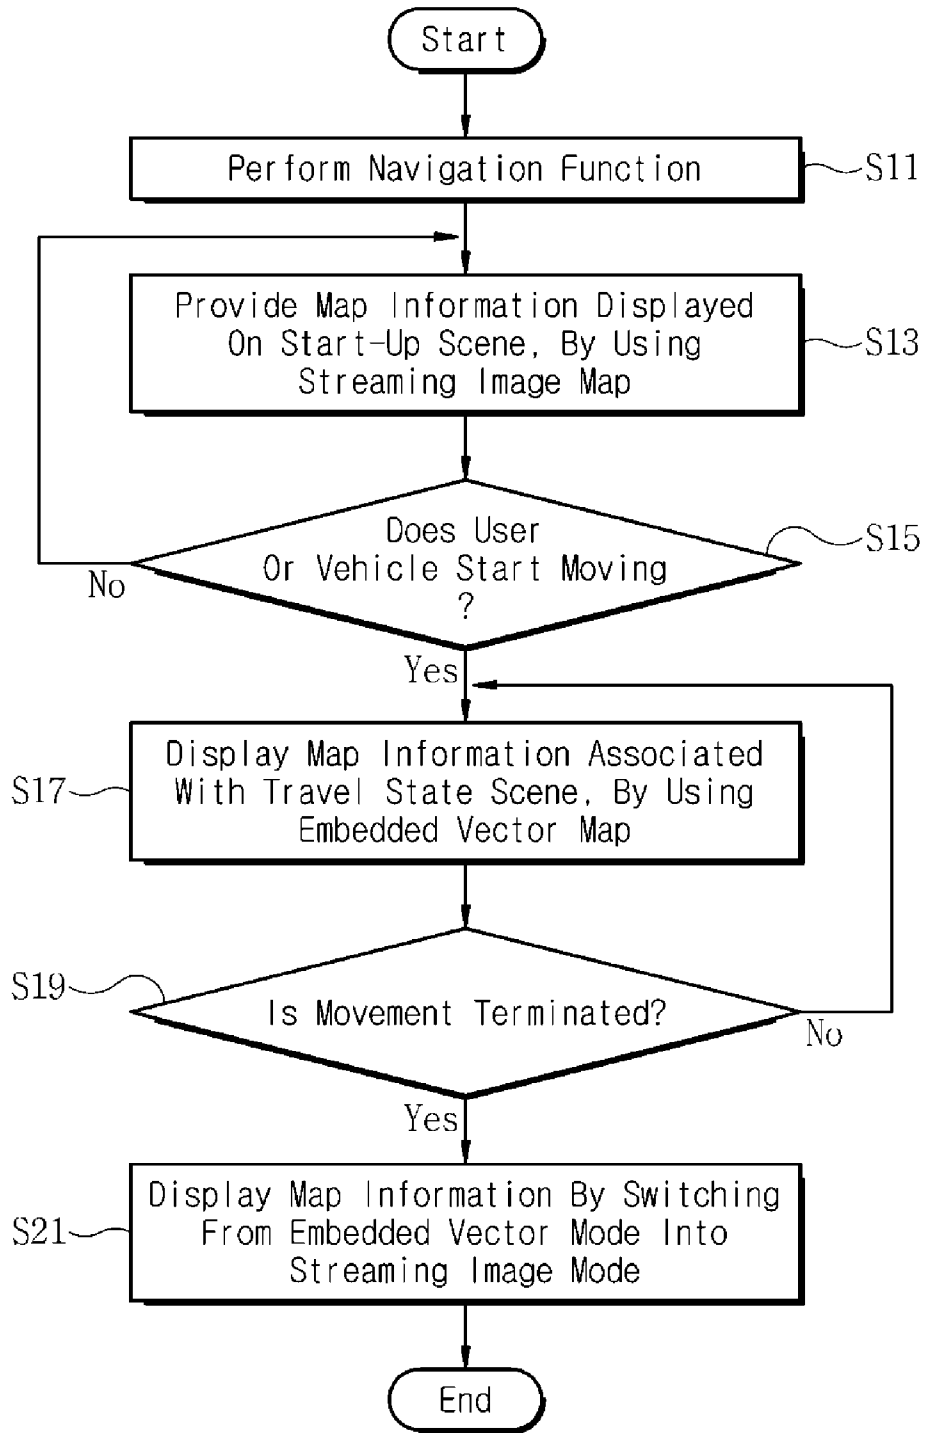 Start
Perform Navigation Function
S11
Provide Map Information Displayed
On Start-Up Scene, By Using
Streaming Image Map
S13
Does User
Or Vehicle Start Moving
?
S15
No
Yes
Display Map Information Associated
With Travel State Scene, By Using
Embedded Vector Map
S17
Is Movement Terminated?
S19
No
Yes
Display Map Information By Switching
From Embedded Vector Mode Into
Streaming Image Mode
S21
End